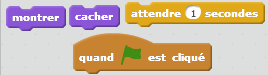 montrer cacher attendre 1 secondes
quand est cliqué